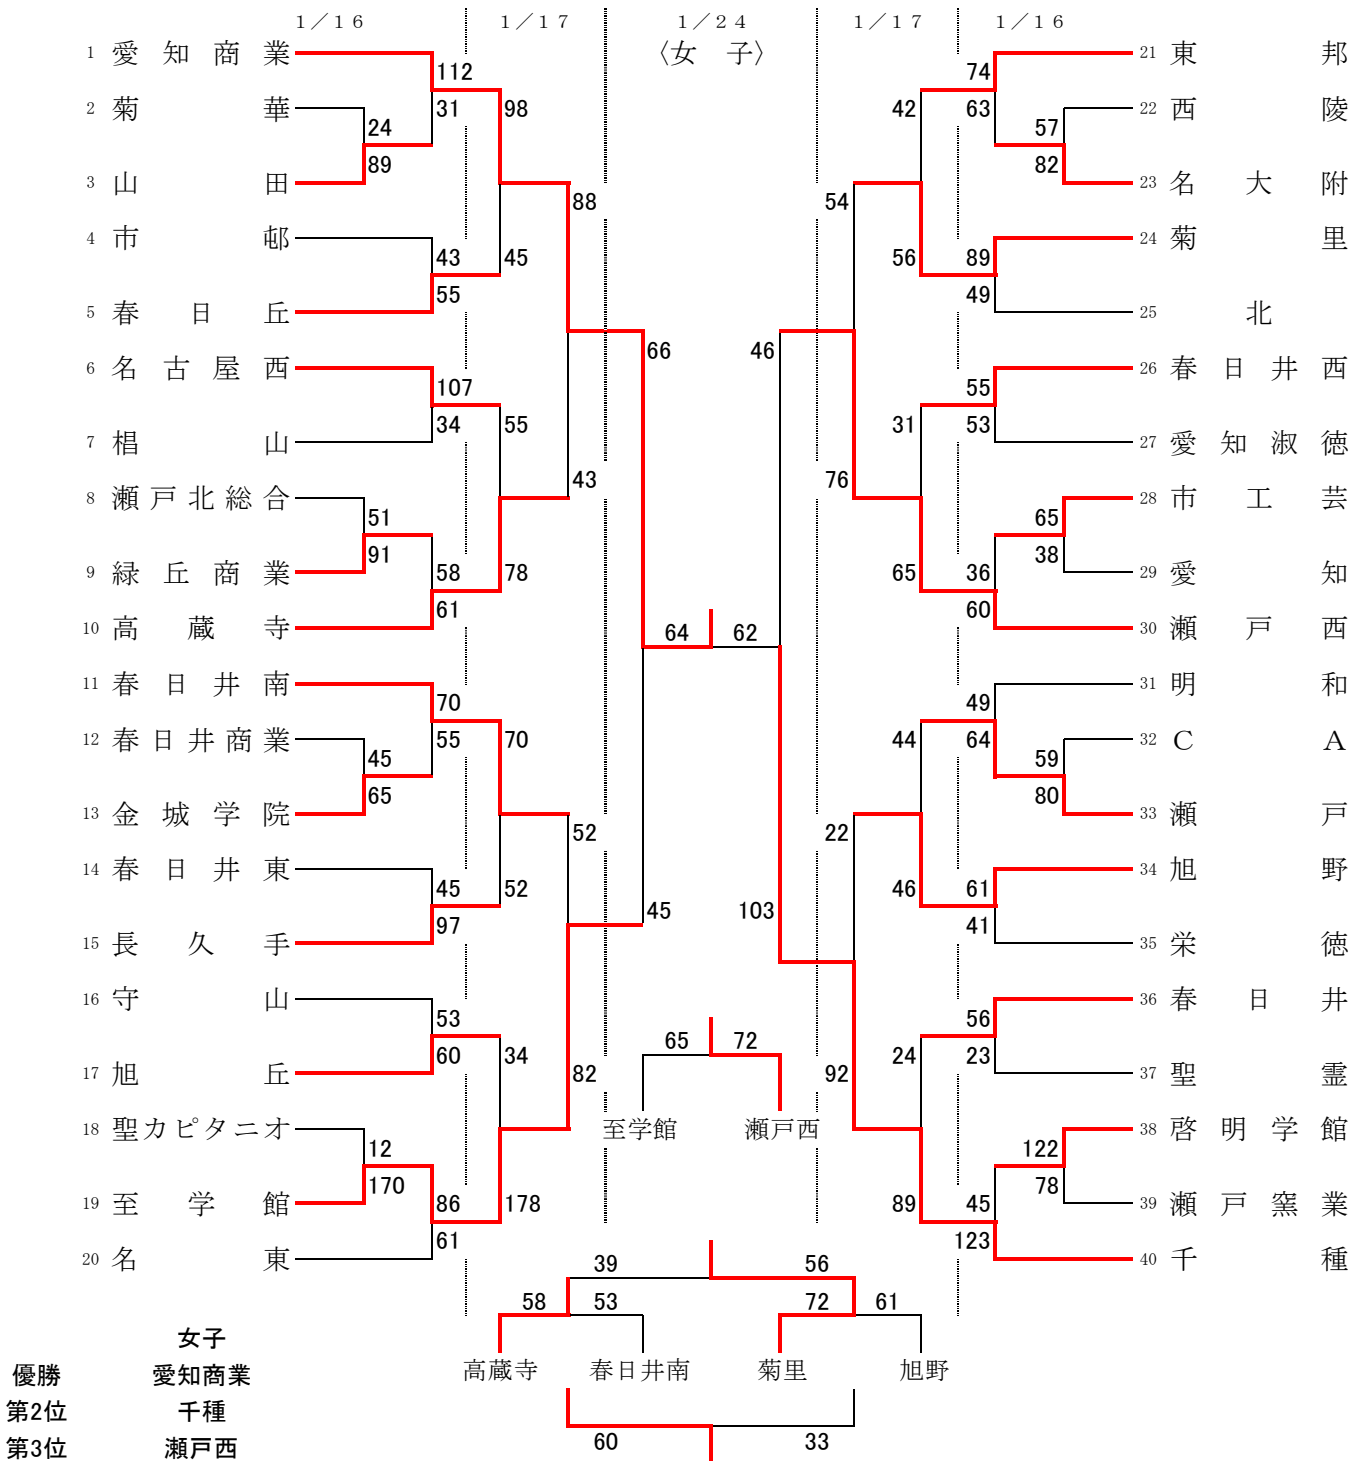 1／16 1／17 1／24 1／17 1／16
〈女 子〉
1 愛知商業 112 74 21 東邦
2 菊華 24 31 98 42 63 57 22 西陵
3 山田 89 82 23 名大附
88 54
4 市邨 43 45 56 89 24 菊里
5 春日丘 55 49 25 北
66 46
6 名古屋西 107 55 26 春日井西
7 椙山 34 55 31 53 27 愛知淑徳
43 76
8 瀬戸北総合 51 65 28 市工芸
9 緑丘商業 91 58 78 65 36 38 29 愛知
10 高蔵寺 61 60 30 瀬戸西
64 62
11 春日井南 70 49 31 明和
12 春日井商業 45 55 70 44 64 59 32 CA
13 金城学院 65 80 33 瀬戸
52 22
14 春日井東 45 52 46 61 34 旭野
15 長久手 97 41 35 栄徳
45 103
16 守山 53 56 36 春日井
17 旭丘 60 34 24 23 37 聖霊
65 72
82 92
至学館 瀬戸西
18 聖カピタニオ 12 122 38 啓明学館
19 至学館 170 86 178 89 45 78 39 瀬戸窯業
20 名東 61 123 40 千種
39 56
58 53 72 61
高蔵寺 春日井南 菊里 旭野
60 33
女子
優勝 愛知商業
第2位 千種
第3位 瀬戸西